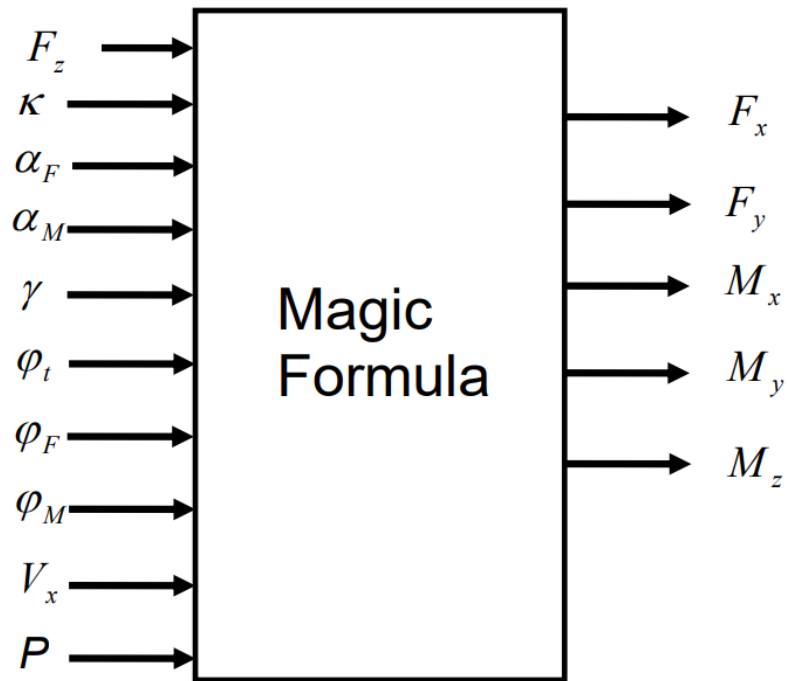 F_z
κ
α_F
α_M
γ
φ_t
φ_F
φ_M
V_x
P
Magic
Formula
F_x
F_y
M_x
M_y
M_z